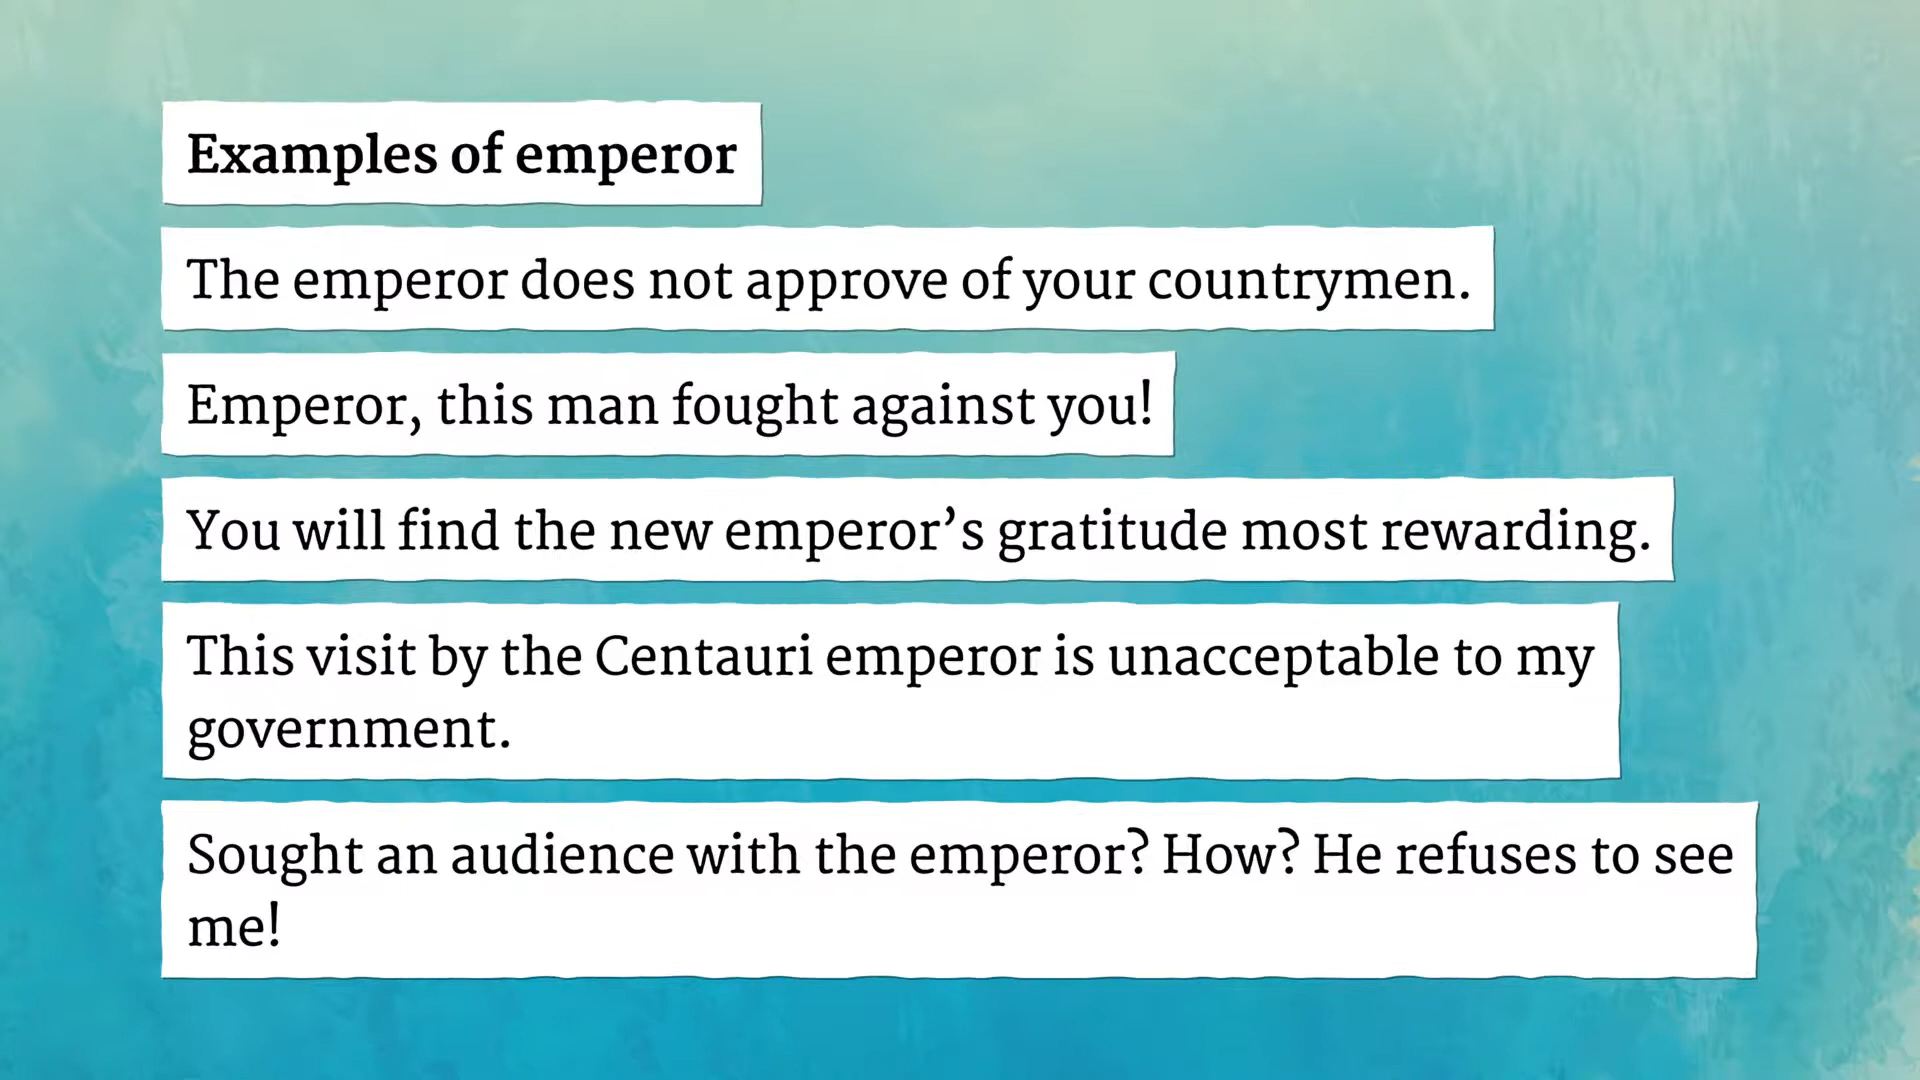 Examples of emperor
The emperor does not approve of your countrymen.
Emperor, this man fought against you!
You will find the new emperor’s gratitude most rewarding.
This visit by the Centauri emperor is unacceptable to my
government.
Sought an audience with the emperor? How? He refuses to see
me!